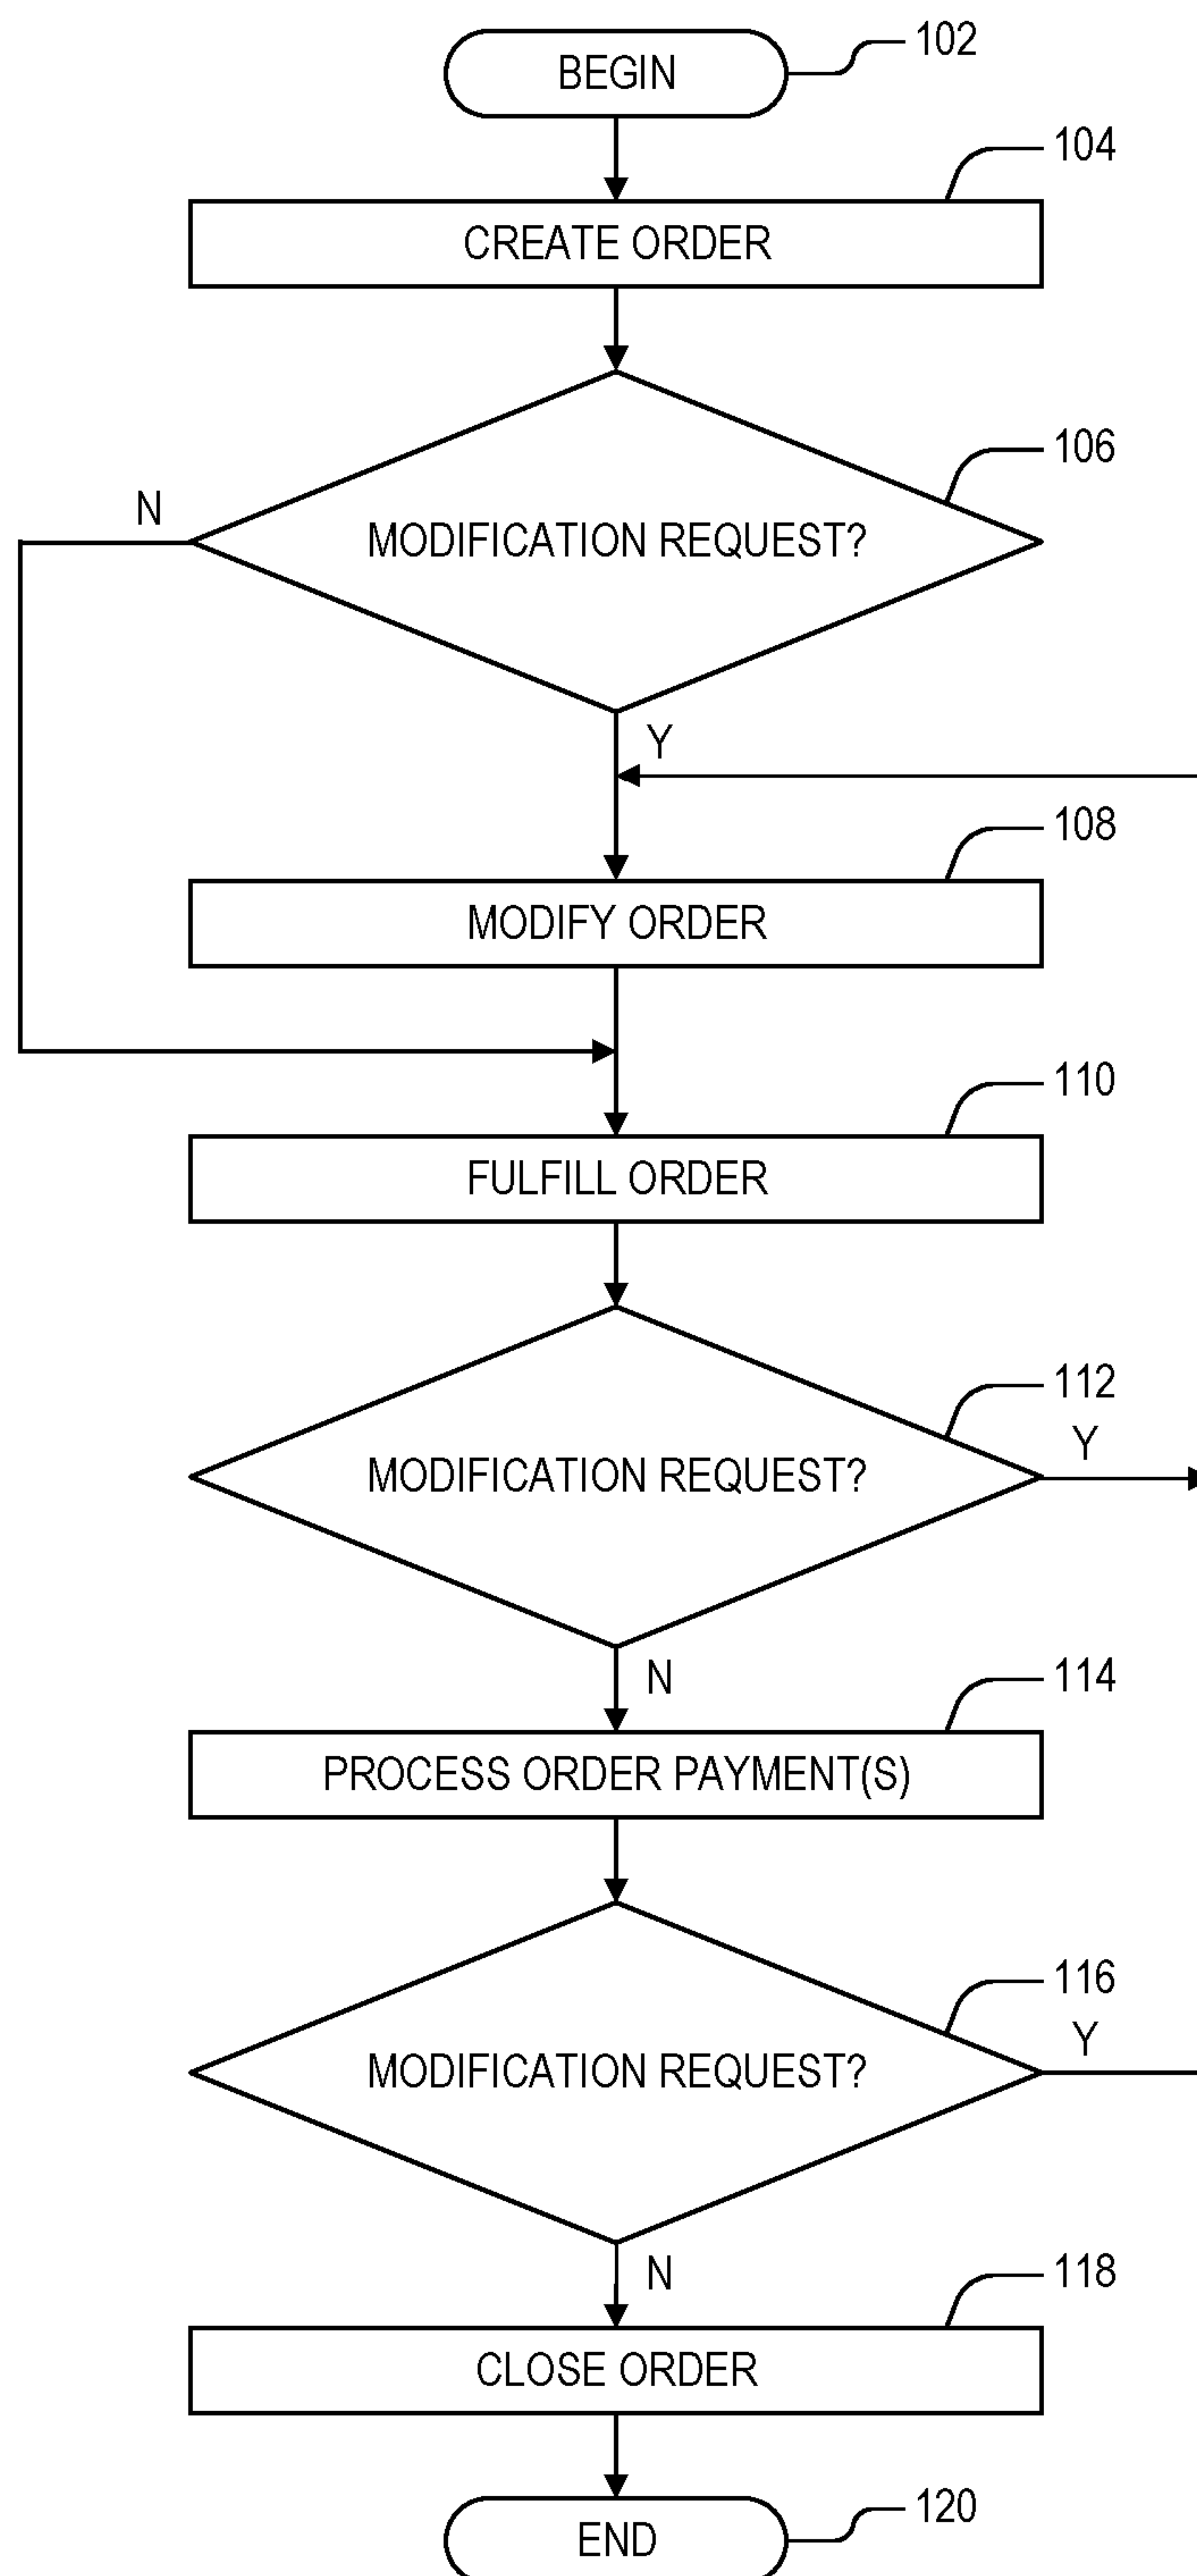 BEGIN
102
104
CREATE ORDER
106
N
MODIFICATION REQUEST?
Y
108
MODIFY ORDER
110
FULFILL ORDER
112
MODIFICATION REQUEST?
Y
N
114
PROCESS ORDER PAYMENT(S)
116
MODIFICATION REQUEST?
Y
N
118
CLOSE ORDER
120
END